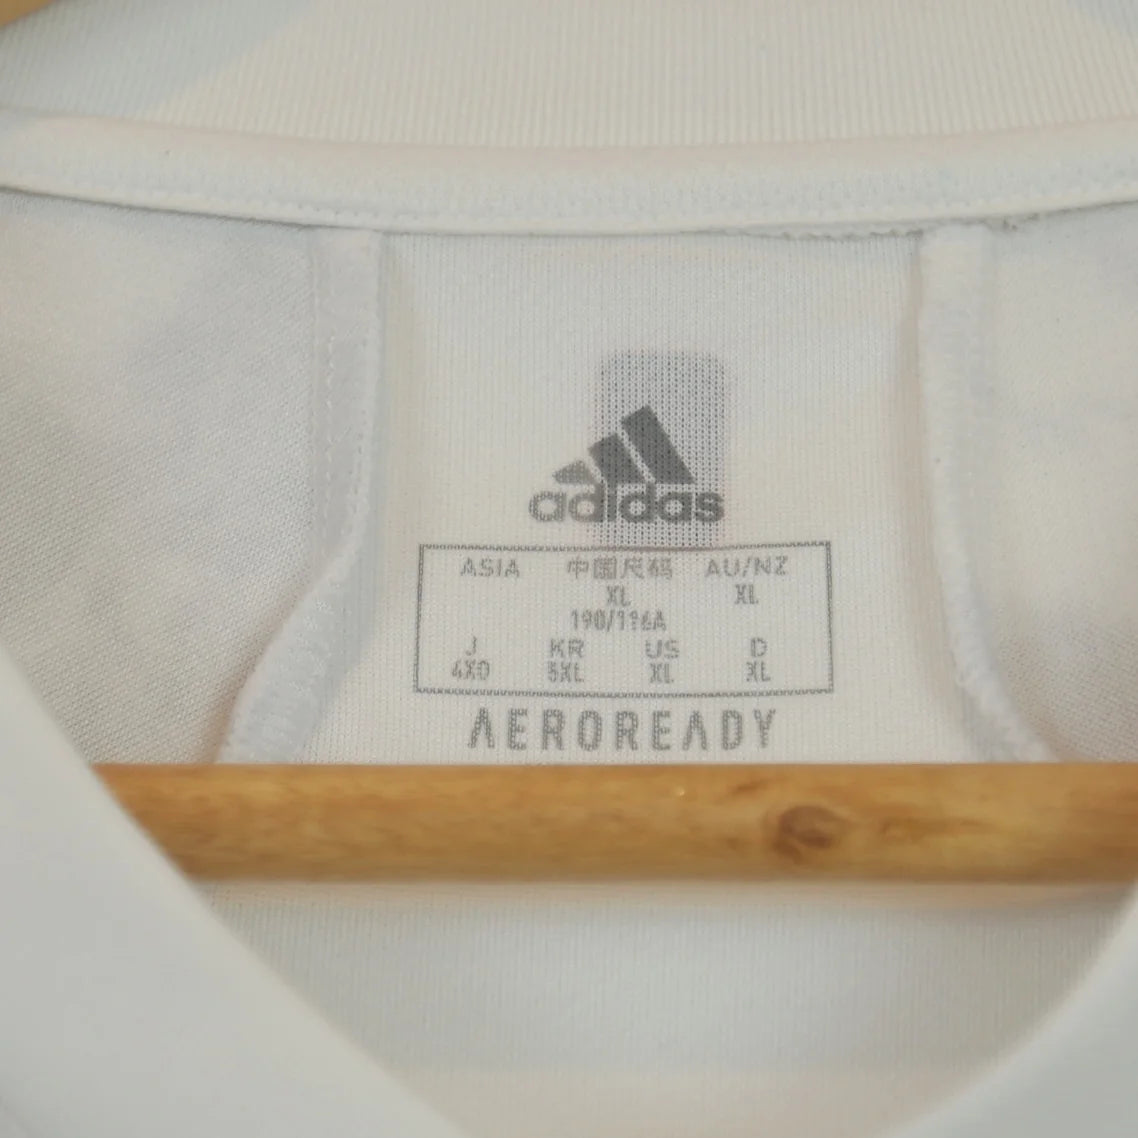 adidas
ASIA 中国尺码 AU/NZ
XL XL
190/116A
J KR US D
4XO 5XL XL XL
AEROREADY